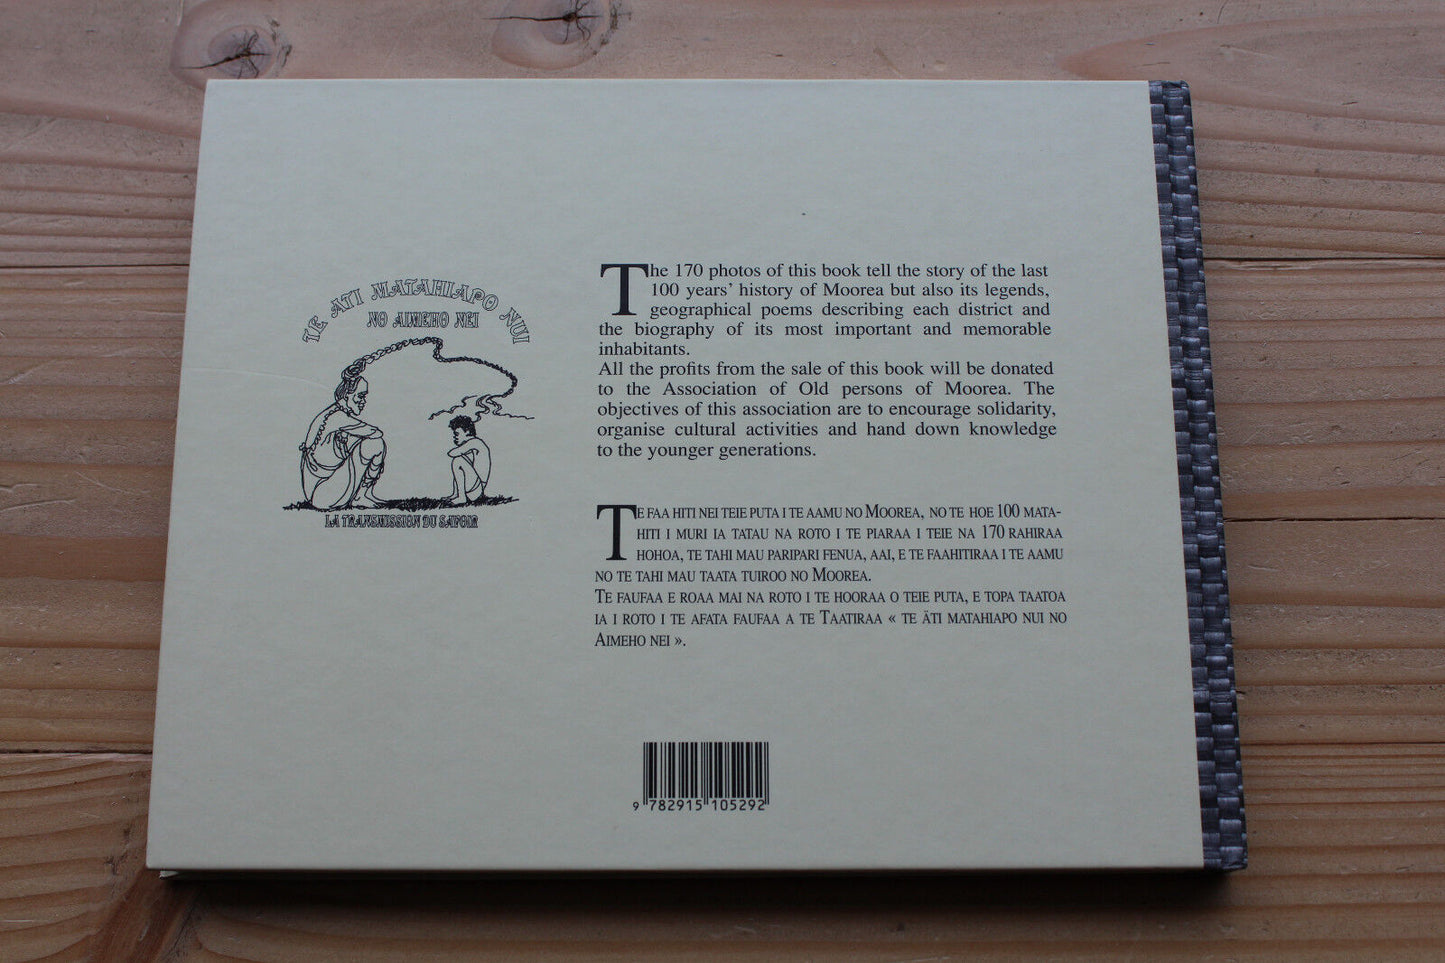 TE ATI MATAHIAPO NUI
NO AIMEHO NEI
LA TRANSMISSION DU SAVOIR
The 170 photos of this book tell the story of the last
100 years’ history of Moorea but also its legends,
geographical poems describing each district and
the biography of its most important and memorable
inhabitants.
All the profits from the sale of this book will be donated
to the Association of Old persons of Moorea. The
objectives of this association are to encourage solidarity,
organise cultural activities and hand down knowledge
to the younger generations.
TE FAA HITI NEI TEIE PUTA I TE AAMU NO MOOREA, NO TE HOE 100 MATA-
HITI I MURI IA TATAU NA ROTO I TE PIARAA I TEIE NA 170 RAHIRAA
HOHOA, TE TAHI MAU PARIPARI FENUA, AAI, E TE FAAHITIRAA I TE AAMU
NO TE TAHI MAU TAATA TUIROO NO MOOREA.
TE FAUFAA E ROAA MAI NA ROTO I TE HOORAA O TEIE PUTA, E TOPA TAATOA
IA I ROTO I TE AFATA FAUFAA A TE TAATIRAA « TE ÄTI MATAHIAPO NUI NO
AIMEHO NEI ».
9 782915 105292